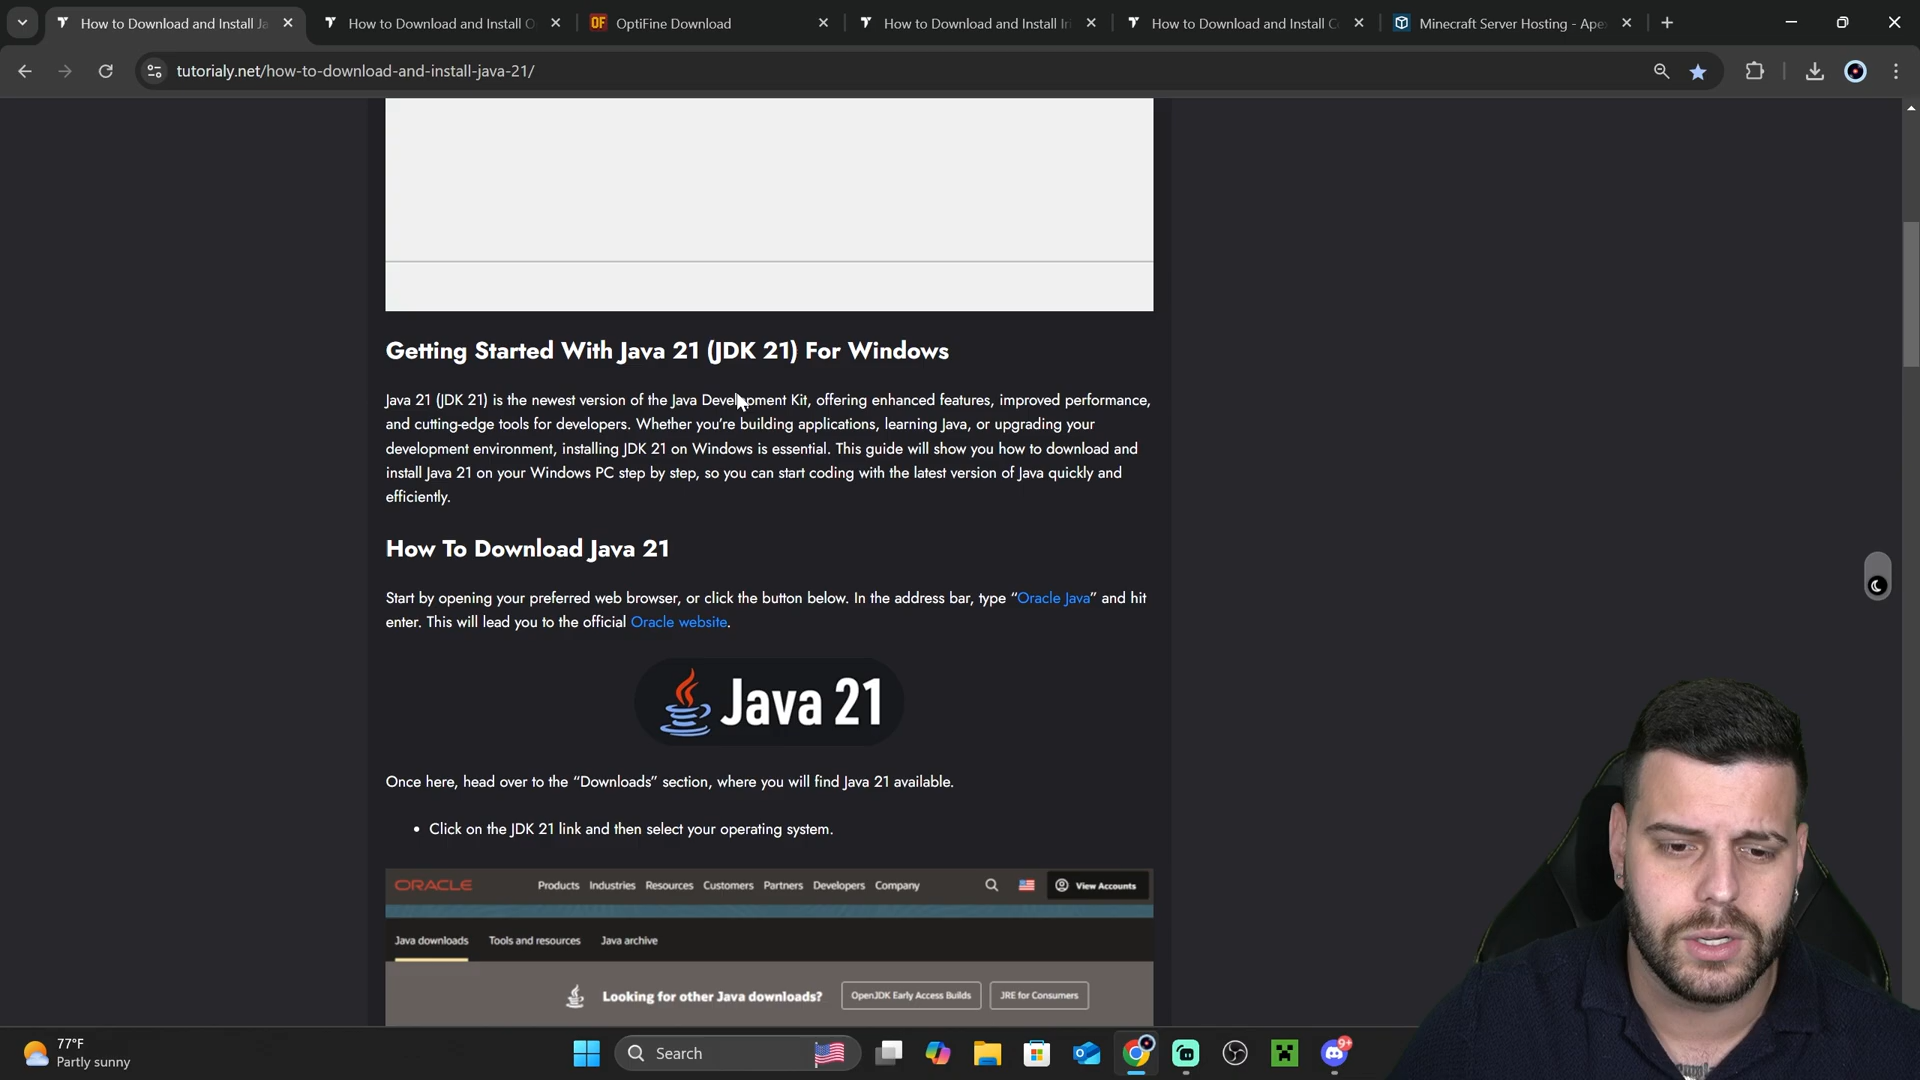 How to Download and Install Ja
How to Download and Install O
OF OptiFine Download
How to Download and Install Iri
How to Download and Install C
Minecraft Server Hosting - Ape
tutorialy.net/how-to-download-and-install-java-21/
Getting Started With Java 21 (JDK 21) For Windows
Java 21 (JDK 21) is the newest version of the Java Development Kit, offering enhanced features, improved performance,
and cutting-edge tools for developers. Whether you're building applications, learning Java, or upgrading your
development environment, installing JDK 21 on Windows is essential. This guide will show you how to download and
install Java 21 on your Windows PC step by step, so you can start coding with the latest version of Java quickly and
efficiently.
How To Download Java 21
Start by opening your preferred web browser, or click the button below. In the address bar, type “Oracle Java” and hit
enter. This will lead you to the official Oracle website.
Java 21
Once here, head over to the “Downloads” section, where you will find Java 21 available.
• Click on the JDK 21 link and then select your operating system.
ORACLE Products Industries Resources Customers Partners Developers Company View Accounts
Java downloads Tools and resources Java archive
Looking for other Java downloads? OpenJDK Early Access Builds JRE for Consumers
77°F
Partly sunny
Search
9+